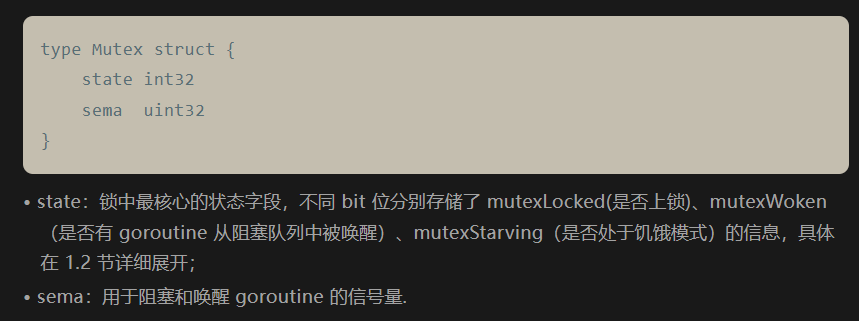 type Mutex struct {
    state int32
    sema  uint32
}
• state：锁中最核心的状态字段，不同 bit 位分别存储了 mutexLocked(是否上锁)、mutexWoken
（是否有 goroutine 从阻塞队列中被唤醒）、mutexStarving（是否处于饥饿模式）的信息，具体
在 1.2 节详细展开；
• sema：用于阻塞和唤醒 goroutine 的信号量.